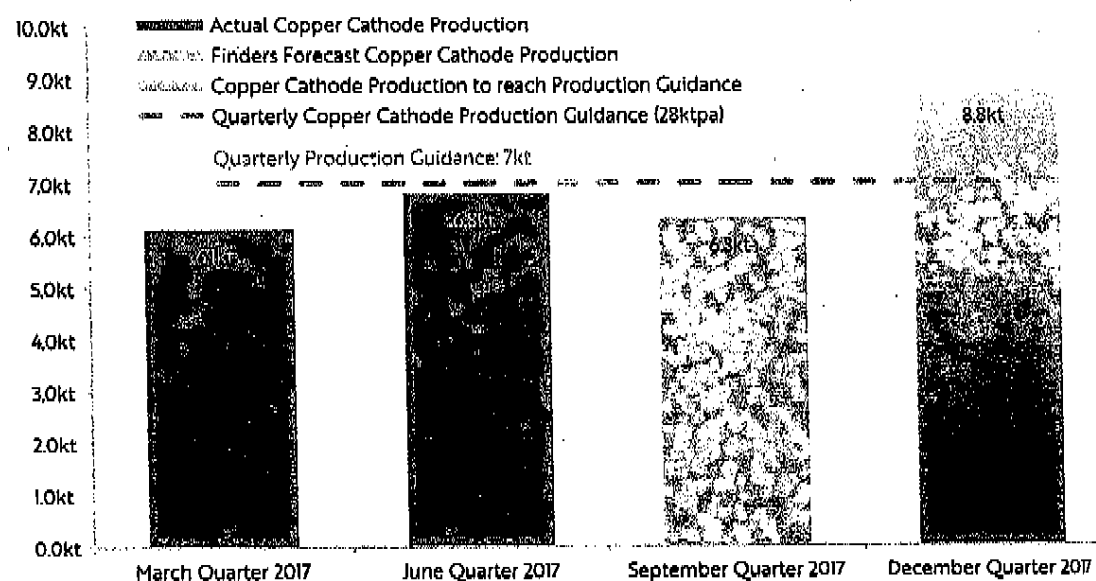 10.0kt
9.0kt
8.0kt
7.0kt
6.0kt
5.0kt
4.0kt
3.0kt
2.0kt
1.0kt
0.0kt
Actual Copper Cathode Production
Finders Forecast Copper Cathode Production
Copper Cathode Production to reach Production Guidance
Quarterly Copper Cathode Production Guidance (28ktpa)
Quarterly Production Guidance: 7kt
6.1kt
6.8kt
6.3kt
8.8kt
March Quarter 2017
June Quarter 2017
September Quarter 2017
December Quarter 2017